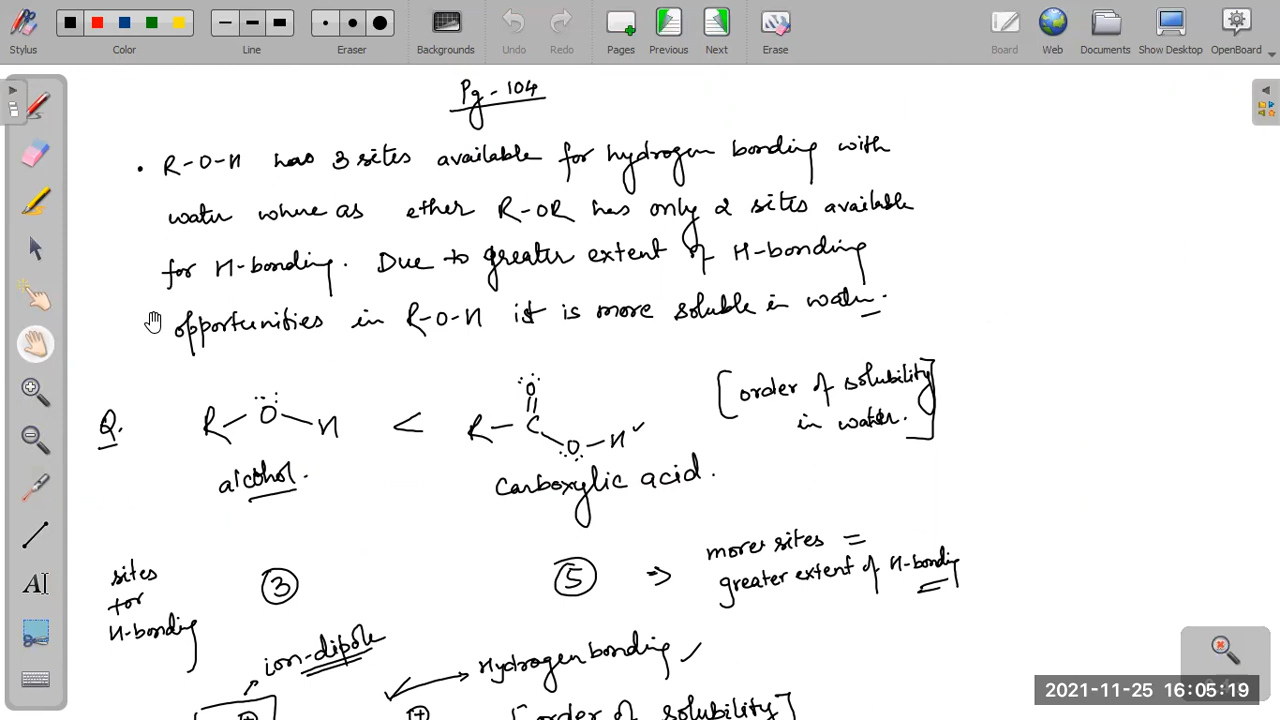 Stylus Color Line Eraser Backgrounds Undo Redo Pages Previous Next Erase Board Web Documents Show Desktop OpenBoard
Pg - 104
• R-O-H has 3 sites available for hydrogen bonding with
water where as ether R-OR has only 2 sites available
for H-bonding. Due to greater extent of H-bonding
opportunities in R-O-H it is more soluble in water.
Q. R-O-H < R-C-O-H [order of solubility
O
in water.]
alcohol. carboxylic acid.
sites
for
H-bonding
3 5 ⇒ more sites =
greater extent of H-bonding
ion-dipole
Hydrogen bonding ✓
[order of solubility]
2021-11-25 16:05:19